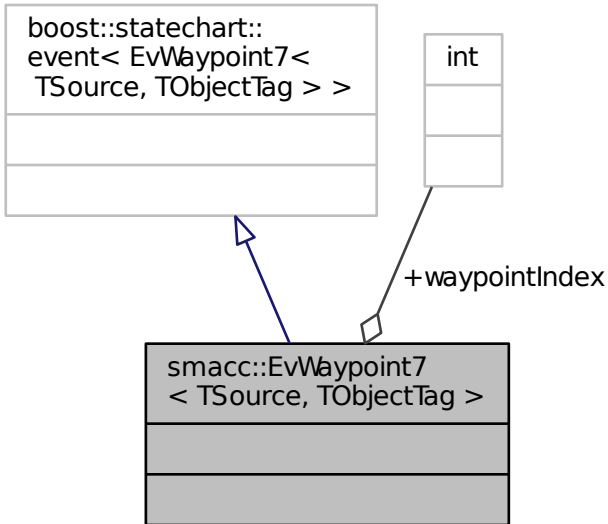 boost::statechart::
event< EvWaypoint7<
 TSource, TObjectTag > >
int
+waypointIndex
smacc::EvWaypoint7
< TSource, TObjectTag >